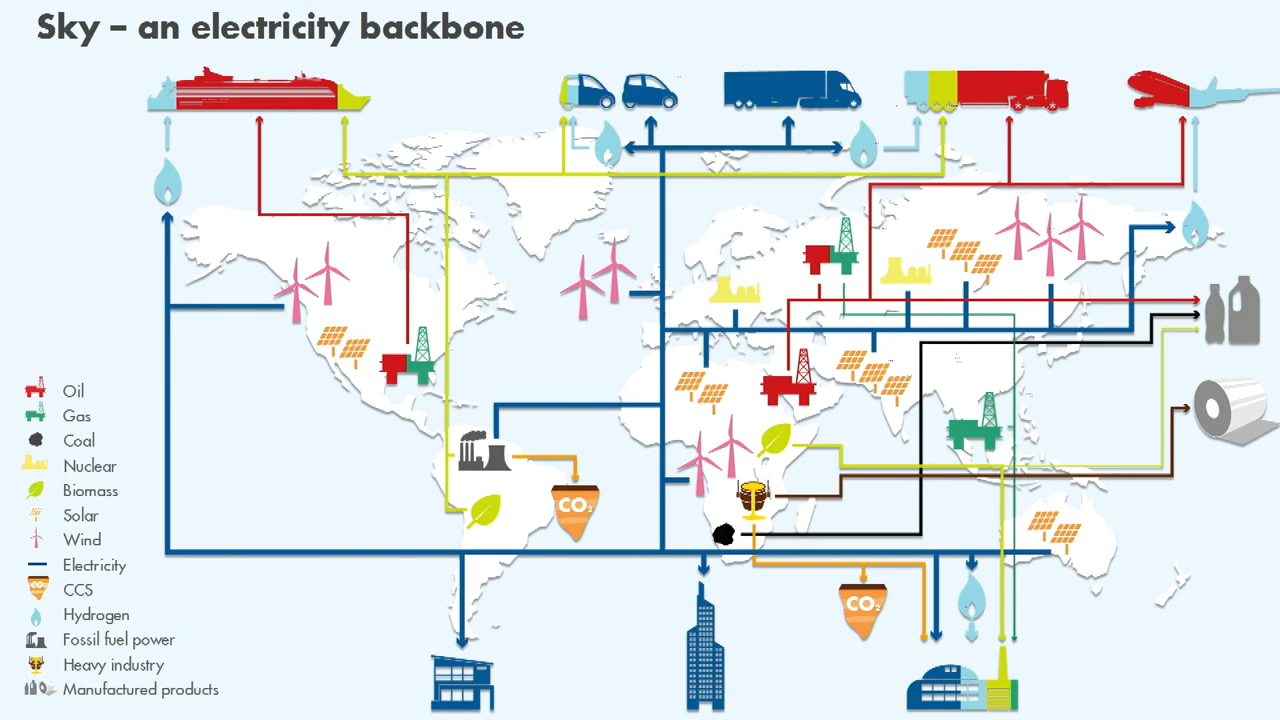 Sky – an electricity backbone
CO₂
CO₂
Oil
Gas
Coal
Nuclear
Biomass
Solar
Wind
Electricity
CO₂
CCS
Hydrogen
Fossil fuel power
Heavy industry
Manufactured products